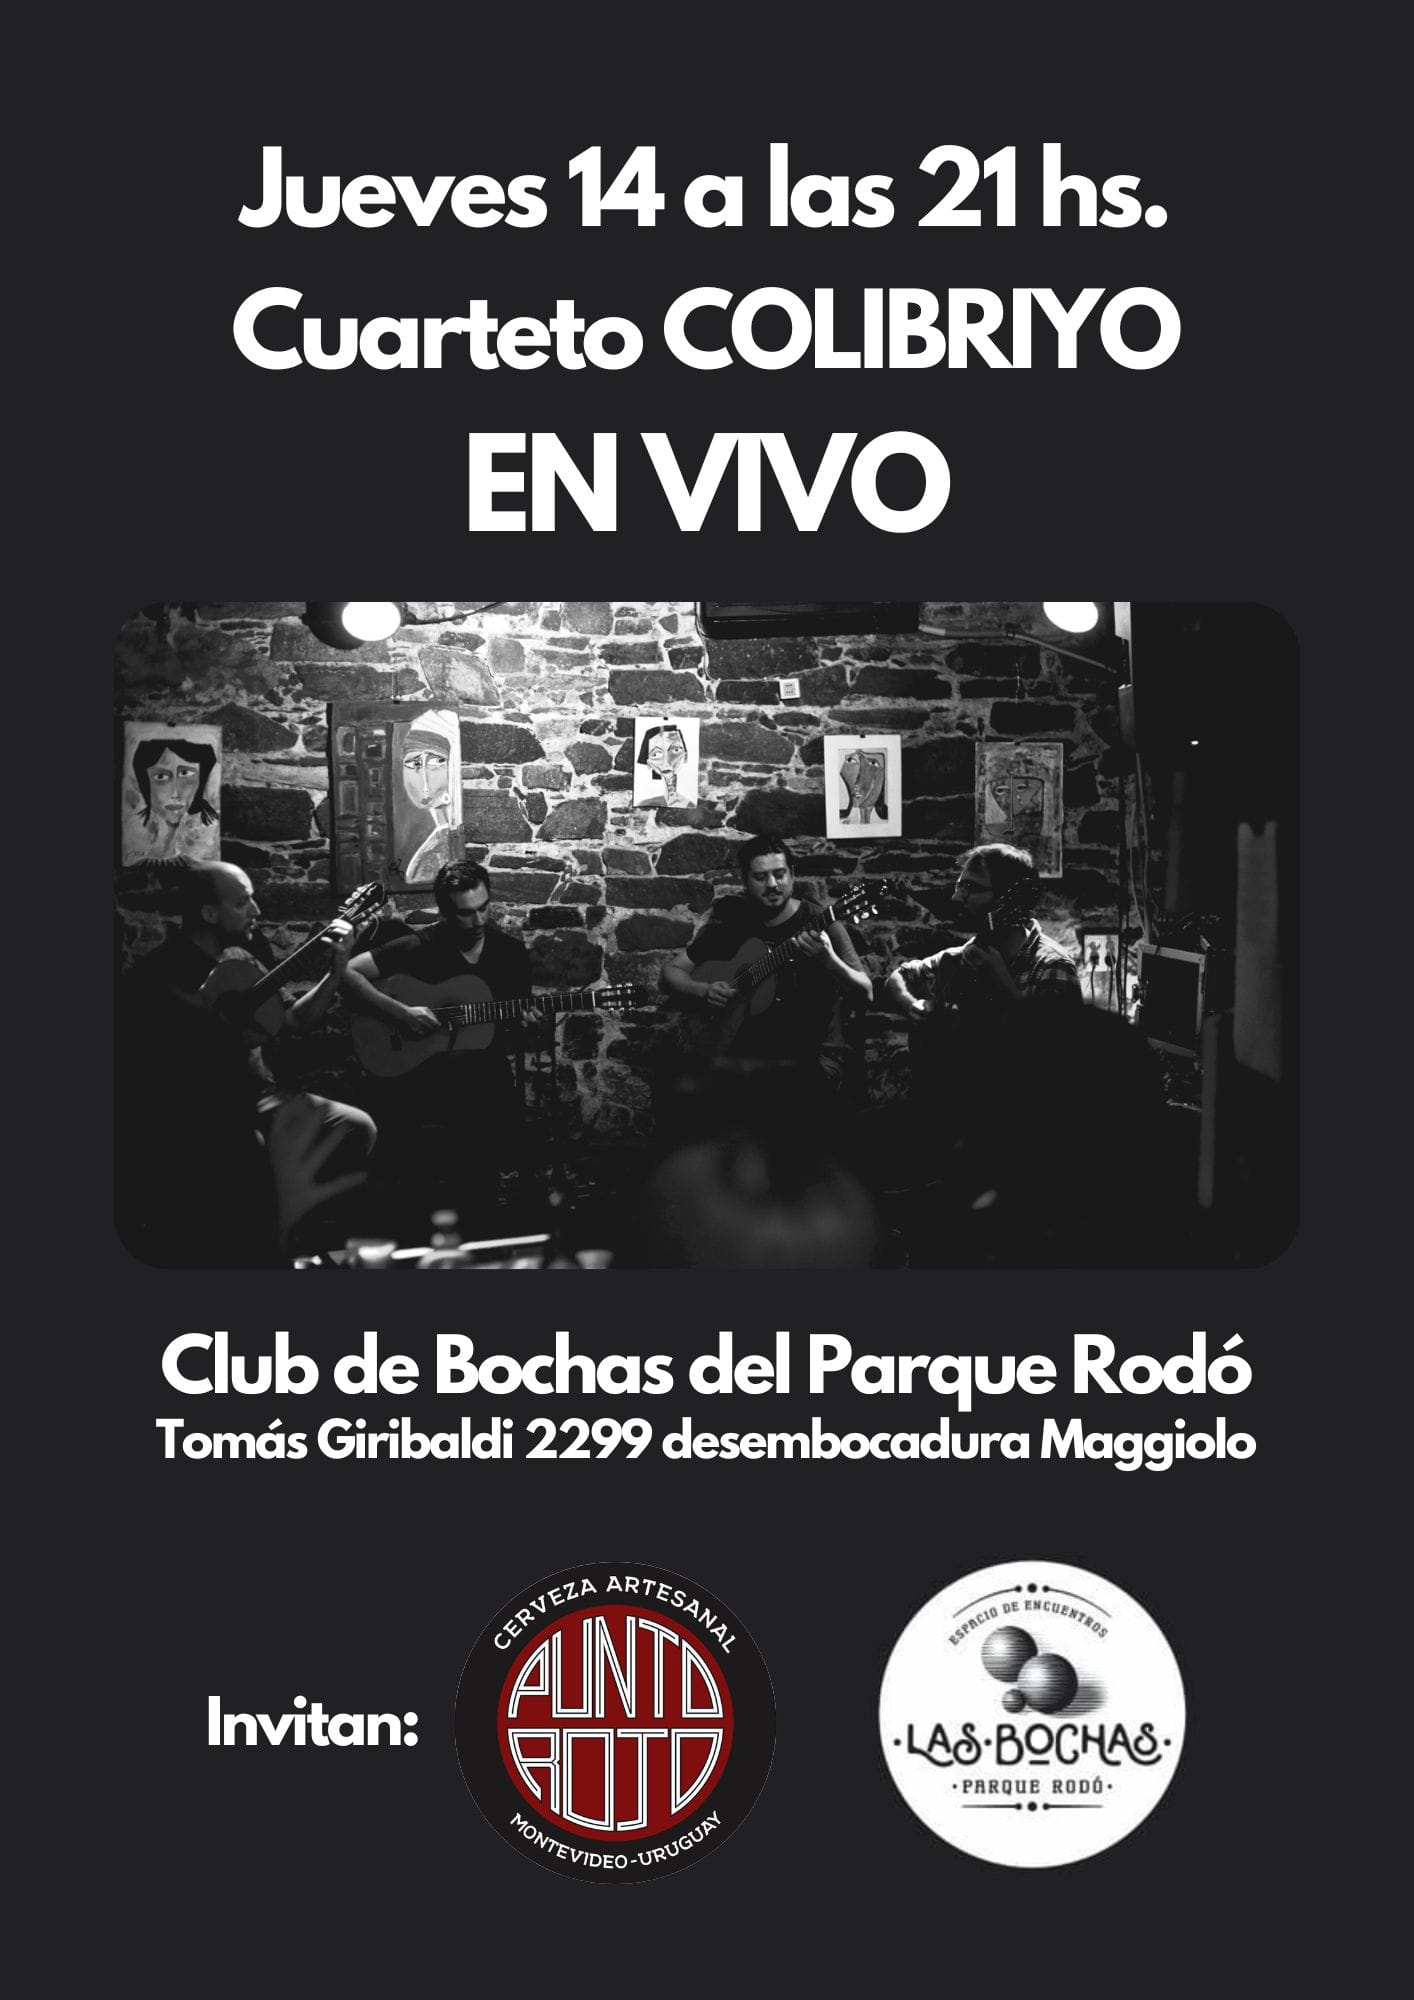 Jueves 14 a las 21 hs.
Cuarteto COLIBRIYO
EN VIVO
Club de Bochas del Parque Rodó
Tomás Giribaldi 2299 desembocadura Maggiolo
Invitan:
CERVEZA ARTESANAL
PUNTO
ROJO
MONTEVIDEO-URUGUAY
ESPACIO DE ENCUENTROS
·LAS·BOCHAS·
·PARQUE RODÓ·